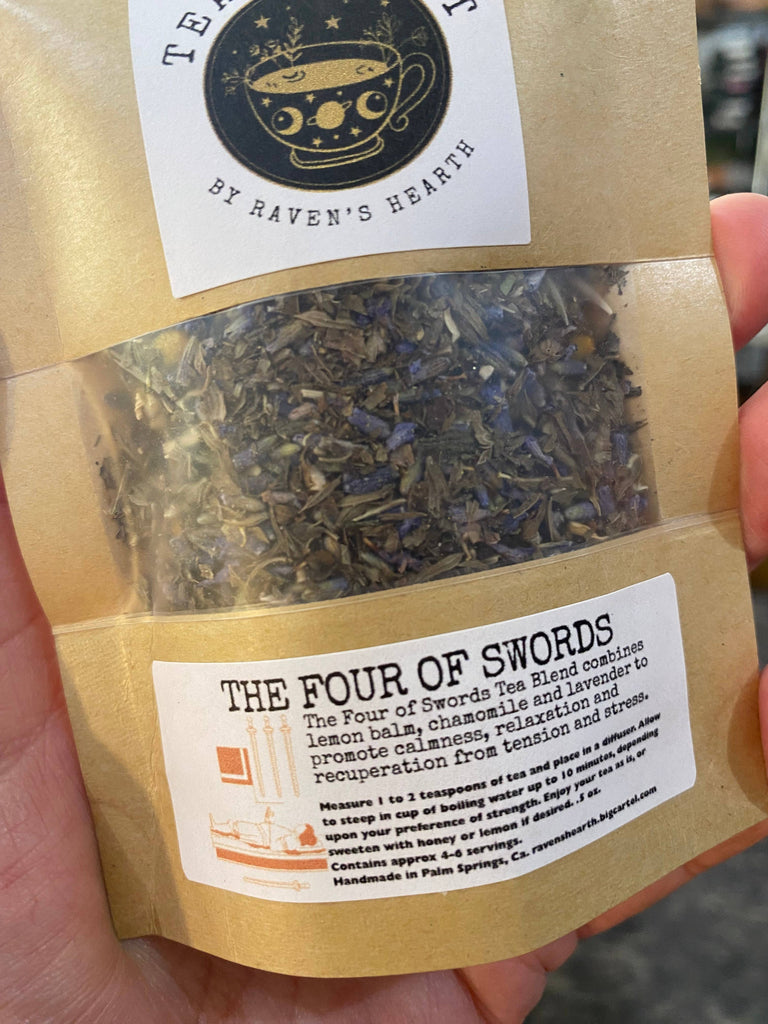 BY RAVEN'S HEARTH
THE FOUR OF SWORDS
The Four of Swords Tea Blend combines
lemon balm, chamomile and lavender to
promote calmness, relaxation and
recuperation from tension and stress.
Measure 1 to 2 teaspoons of tea and place in a diffuser. Allow
to steep in cup of boiling water up to 10 minutes, depending
upon your preference of strength. Enjoy your tea as is, or
sweeten with honey or lemon if desired. .5 oz.
Contains approx 4-6 servings.
Handmade in Palm Springs, Ca. ravenshearth.bigcartel.com